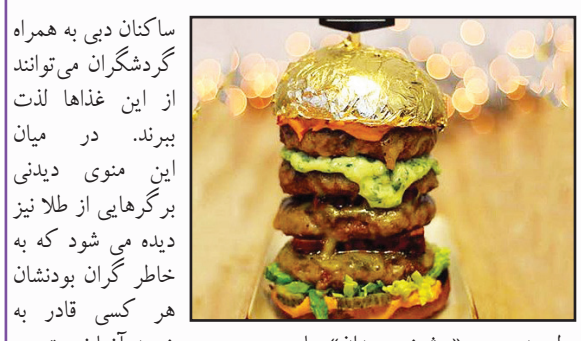 ساکنان دبی به همراه
گردشگران می‌توانند
از این غذاها لذت
ببرند. در میان
این منوی دیدنی
برگرهایی از طلا نیز
دیده می شود که به
خاطر گران بودنشان
هر کسی قادر به